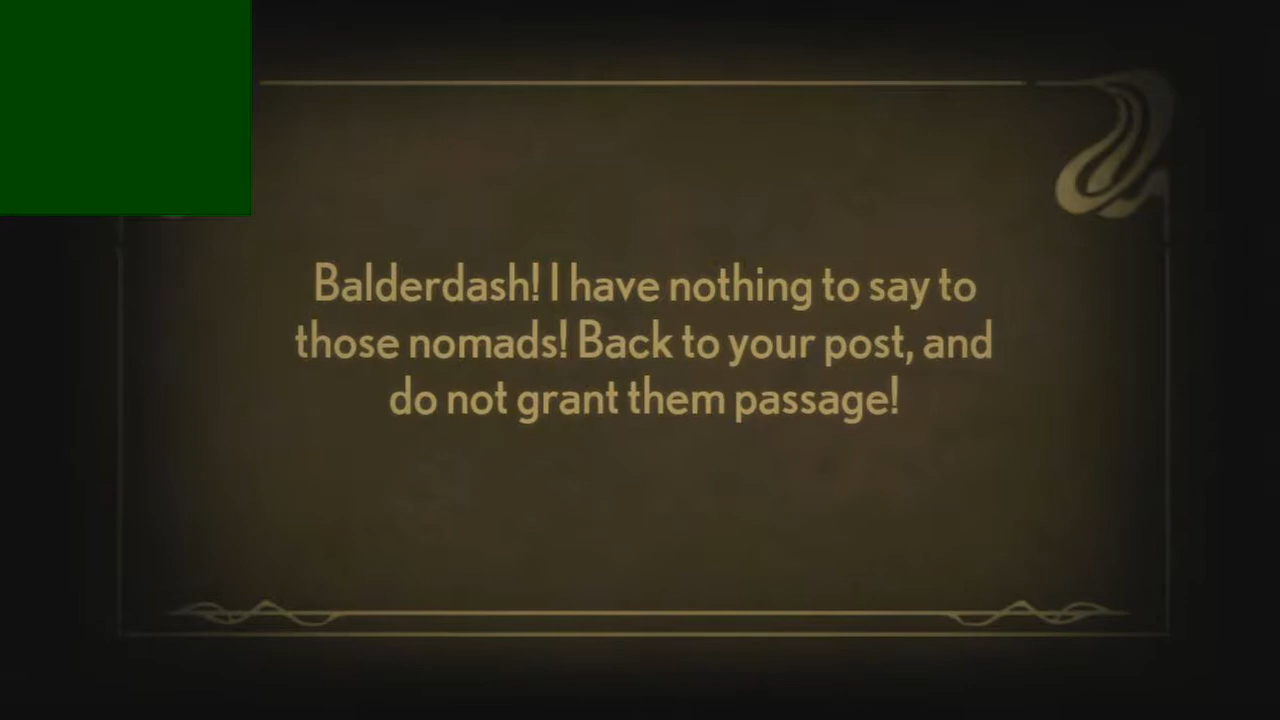 Balderdash! I have nothing to say to
those nomads! Back to your post, and
do not grant them passage!